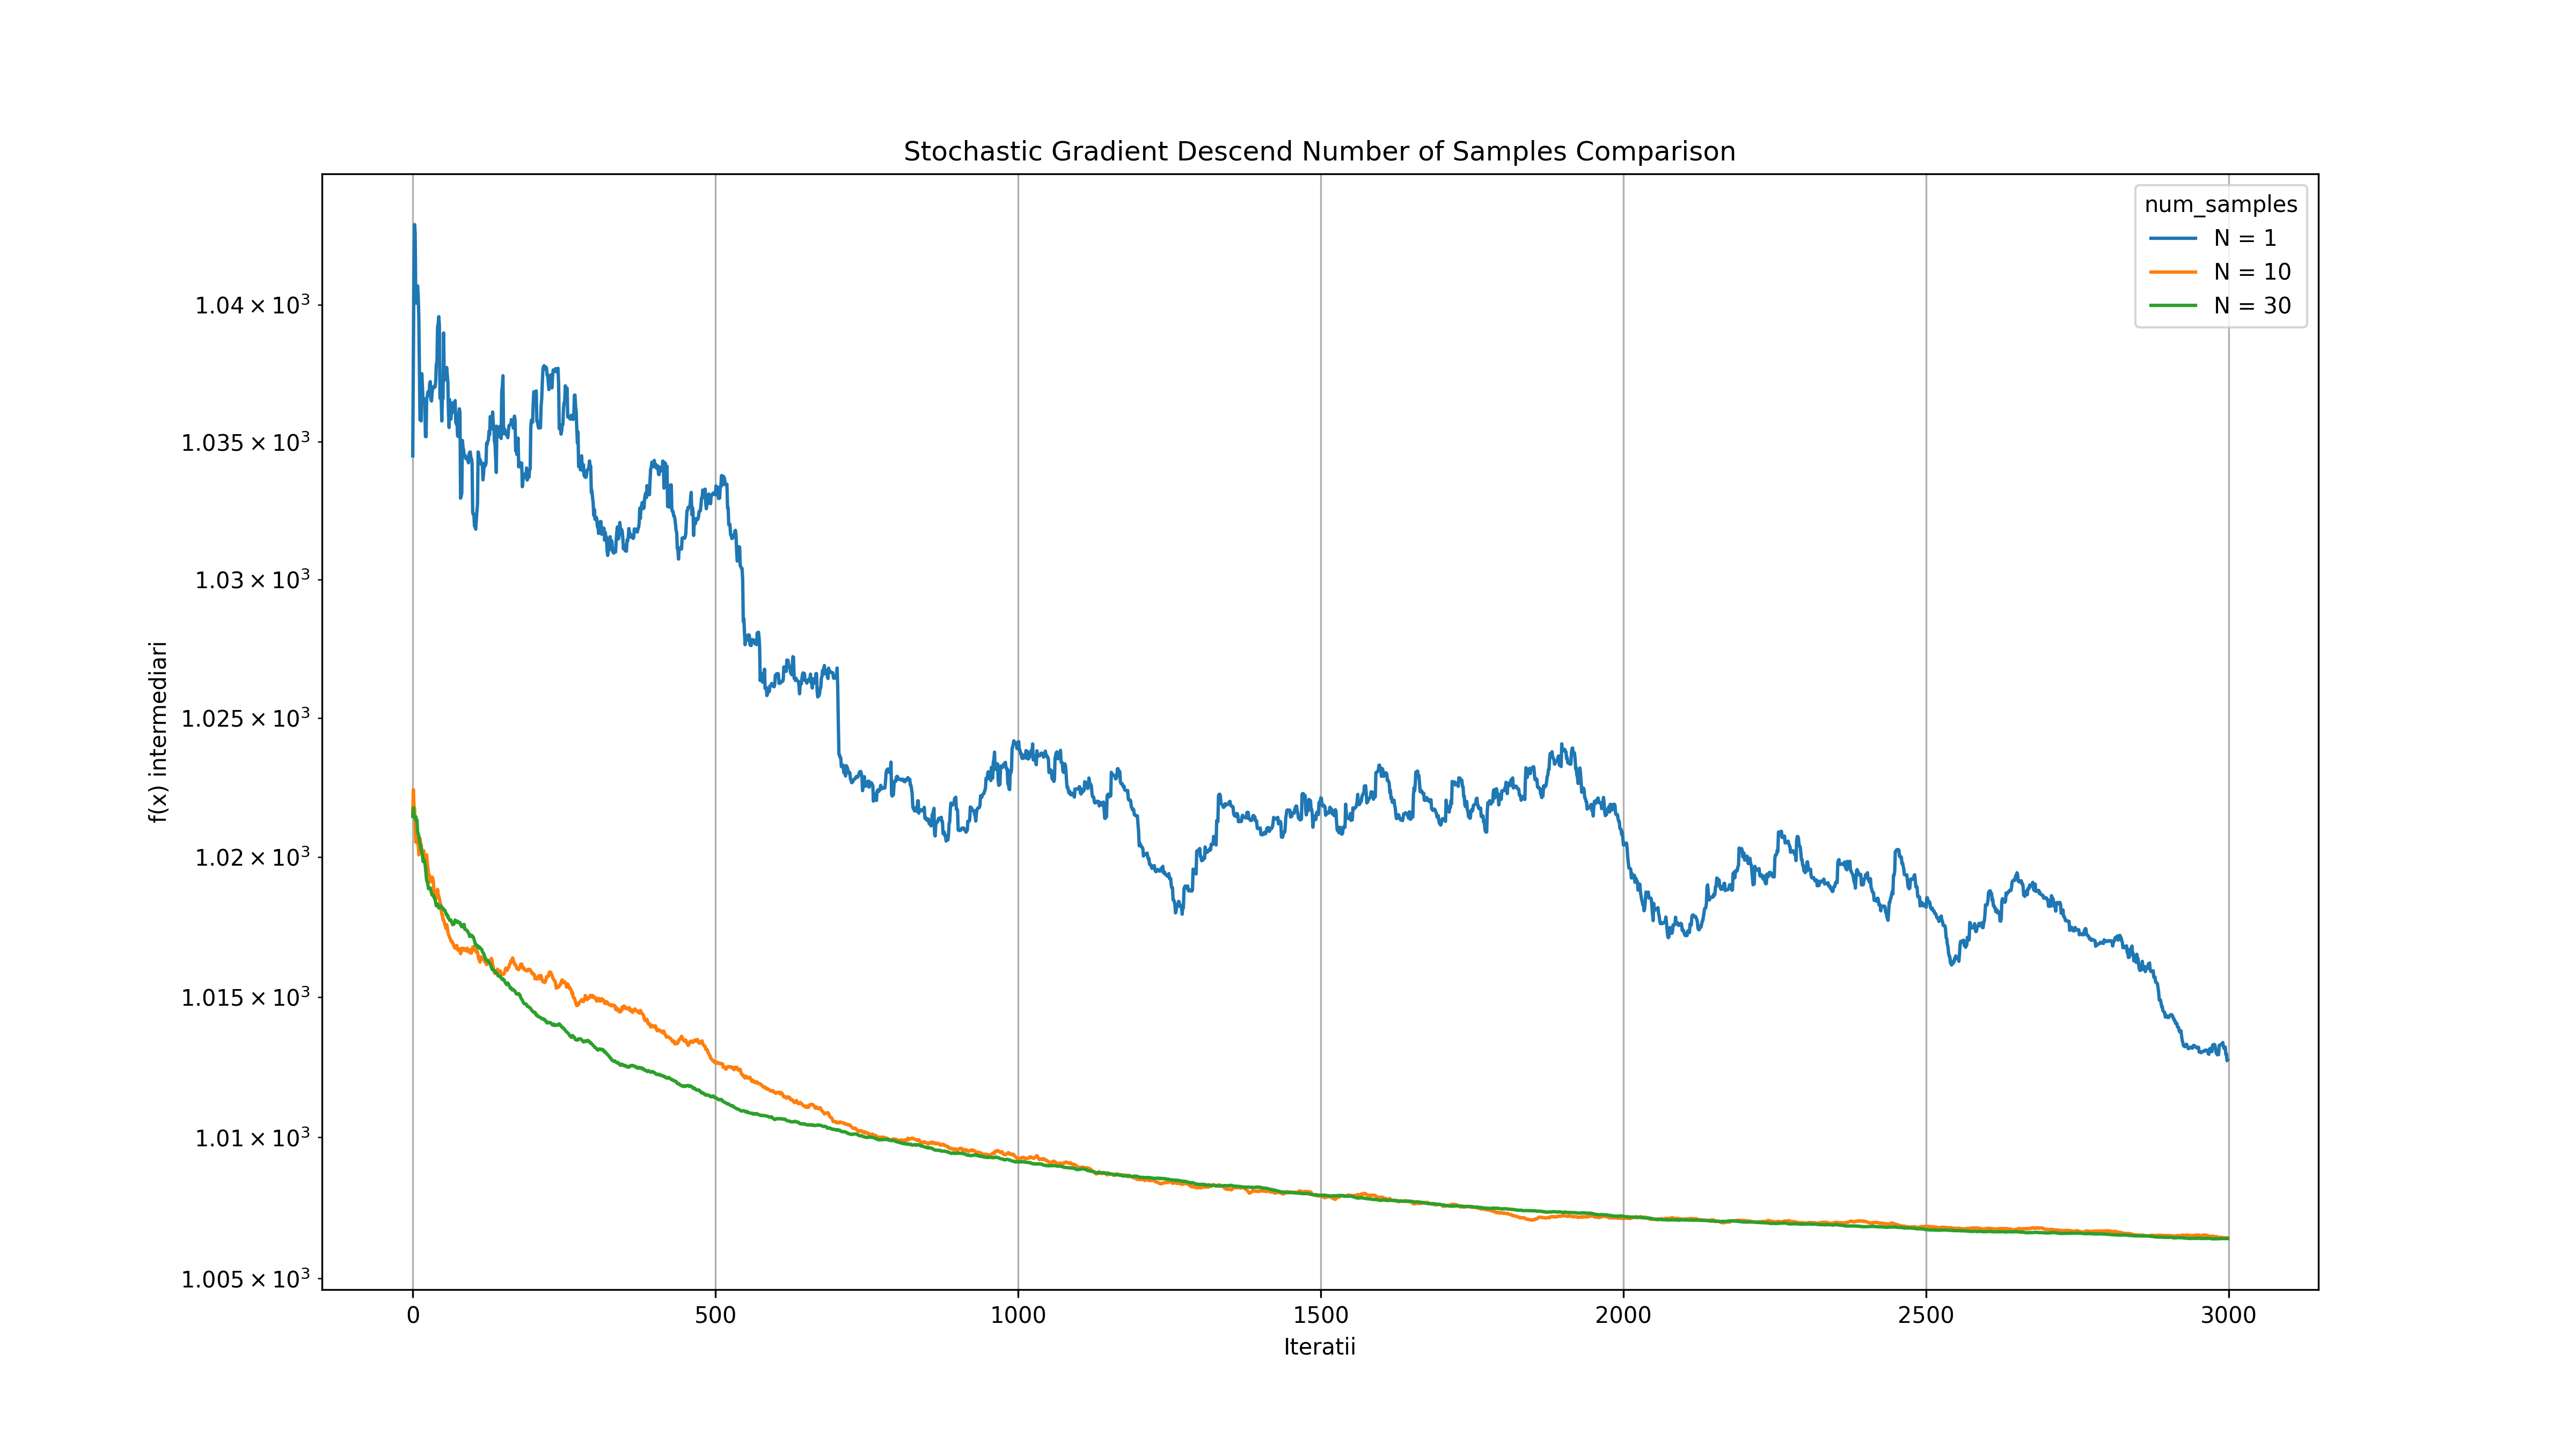 Stochastic Gradient Descend Number of Samples Comparison
num_samples
N = 1
N = 10
N = 30
f(x) intermediari
1.04 × 10³
1.035 × 10³
1.03 × 10³
1.025 × 10³
1.02 × 10³
1.015 × 10³
1.01 × 10³
1.005 × 10³
0 500 1000 1500 2000 2500 3000
Iteratii